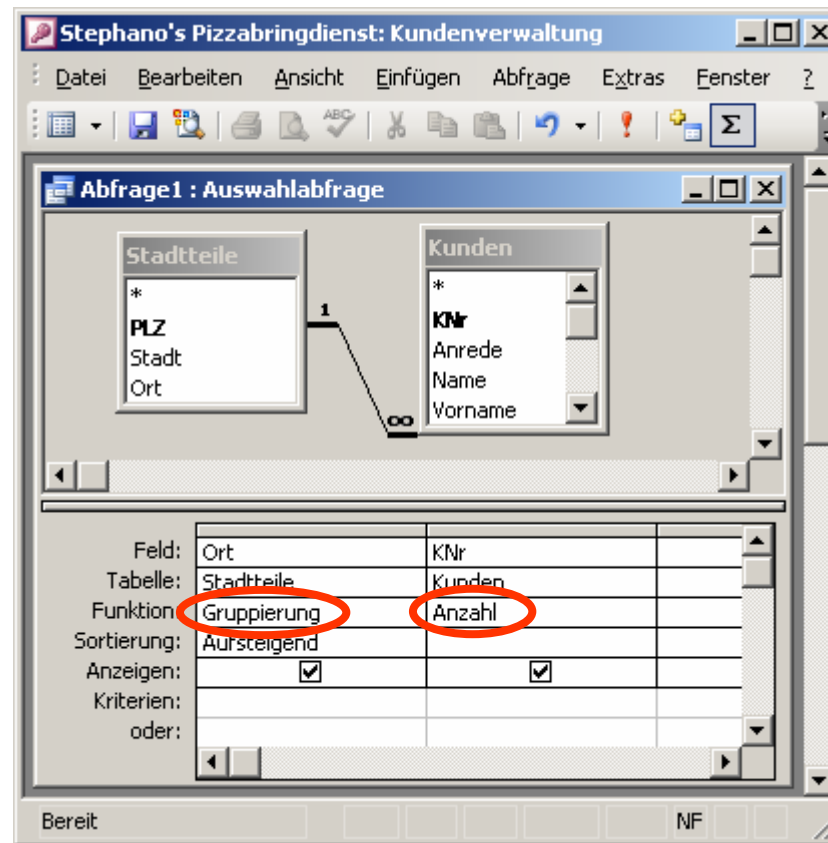 Stephano's Pizzabringdienst: Kundenverwaltung
Datei Bearbeiten Ansicht Einfügen Abfrage Extras Fenster ?
ABC Σ
Abfrage1 : Auswahlabfrage
Stadtteile
*
PLZ
Stadt
Ort
1
∞
Kunden
*
KNr
Anrede
Name
Vorname
Feld: Ort KNr
Tabelle: Stadtteile Kunden
Funktion: Gruppierung Anzahl
Sortierung: Aufsteigend
Anzeigen:
Kriterien:
oder:
Bereit NF